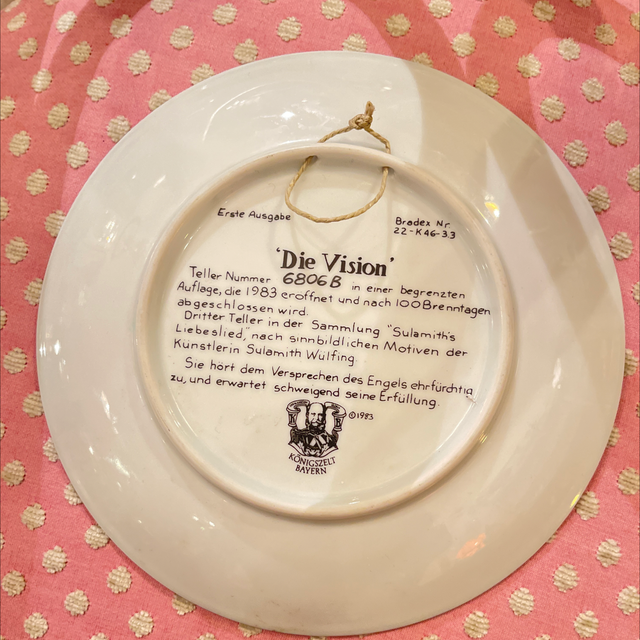 Erste Ausgabe
Bradex Nr.
22-K46-3.3
'Die Vision'
Teller Nummer 6806B in einer begrenzten
Auflage, die 1983 eröffnet und nach 100 Brenntagen
abgeschlossen wird.
Dritter Teller in der Sammlung "Sulamith's
Liebeslied," nach sinnbildlichen Motiven der
Künstlerin Sulamith Wülfing.
Sie hört dem Versprechen des Engels ehrfürchtig
zu, und erwartet schweigend seine Erfüllung.
©1983
KÖNIGSZELT
BAYERN